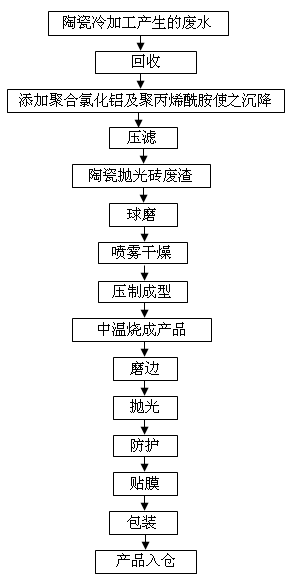 陶瓷冷加工产生的废水
回收
添加聚合氯化铝及聚丙烯酰胺使之沉降
压滤
陶瓷抛光砖废渣
球磨
喷雾干燥
压制成型
中温烧成产品
磨边
抛光
防护
贴膜
包装
产品入仓